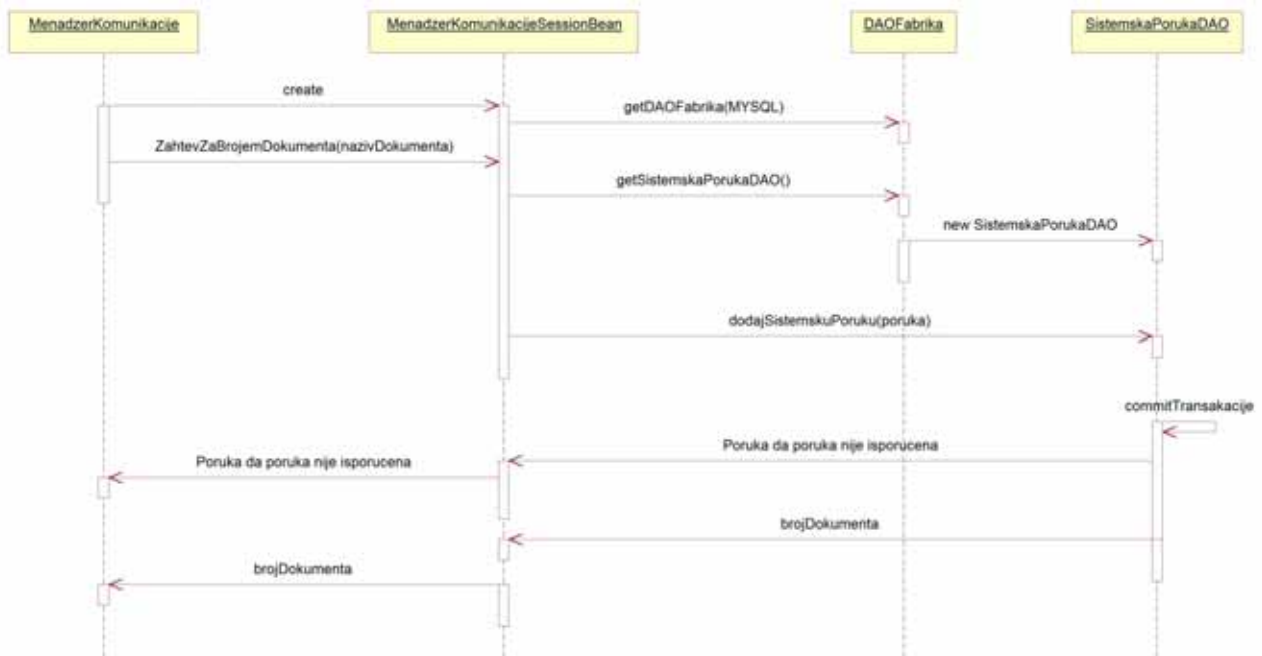 MenadzerKomunikacije
MenadzerKomunikacijeSessionBean
DAOFabrika
SistemskaPorukaDAO
create
getDAOFabrika(MYSQL)
ZahtevZaBrojemDokumenta(nazivDokumenta)
getSistemskaPorukaDAO()
new SistemskaPorukaDAO
dodajSistemskuPoruku(poruka)
commitTransakacije
Poruka da poruka nije isporucena
Poruka da poruka nije isporucena
brojDokumenta
brojDokumenta